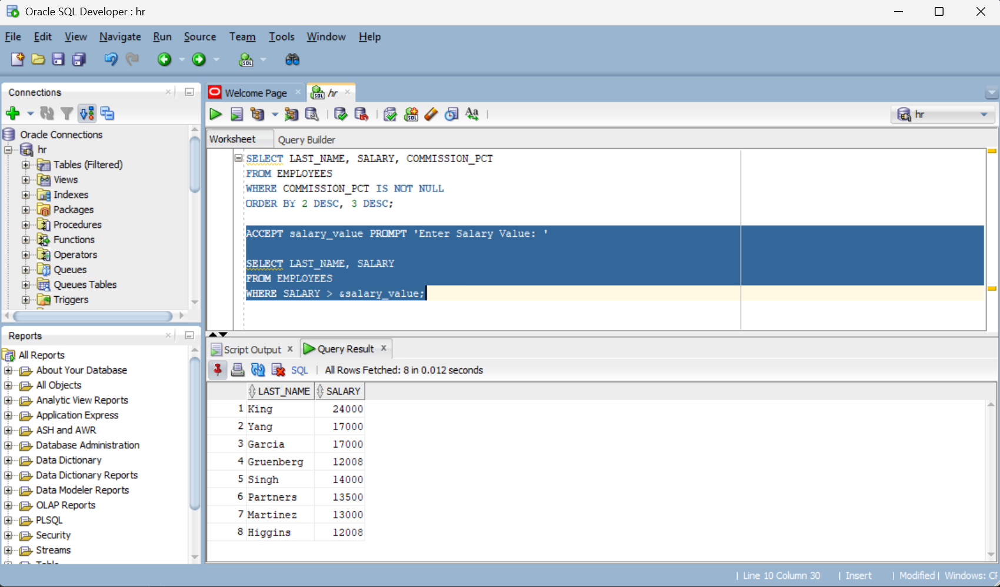 Oracle SQL Developer : hr
File Edit View Navigate Run Source Team Tools Window Help
Connections
Oracle Connections
hr
Tables (Filtered)
Views
Indexes
Packages
Procedures
Functions
Operators
Queues
Queues Tables
Triggers
Reports
All Reports
About Your Database
All Objects
Analytic View Reports
Application Express
ASH and AWR
Database Administration
Data Dictionary
Data Dictionary Reports
Data Modeler Reports
OLAP Reports
PLSQL
Security
Streams
Welcome Page hr
hr
Worksheet Query Builder
SELECT LAST_NAME, SALARY, COMMISSION_PCT
FROM EMPLOYEES
WHERE COMMISSION_PCT IS NOT NULL
ORDER BY 2 DESC, 3 DESC;
ACCEPT salary_value PROMPT 'Enter Salary Value: '
SELECT LAST_NAME, SALARY
FROM EMPLOYEES
WHERE SALARY > &salary_value;
Script Output x Query Result x
SQL | All Rows Fetched: 8 in 0.012 seconds
LAST_NAME SALARY
1 King 24000
2 Yang 17000
3 Garcia 17000
4 Gruenberg 12008
5 Singh 14000
6 Partners 13500
7 Martinez 13000
8 Higgins 12008
| Line 10 Column 30 | Insert | Modified | Windows: